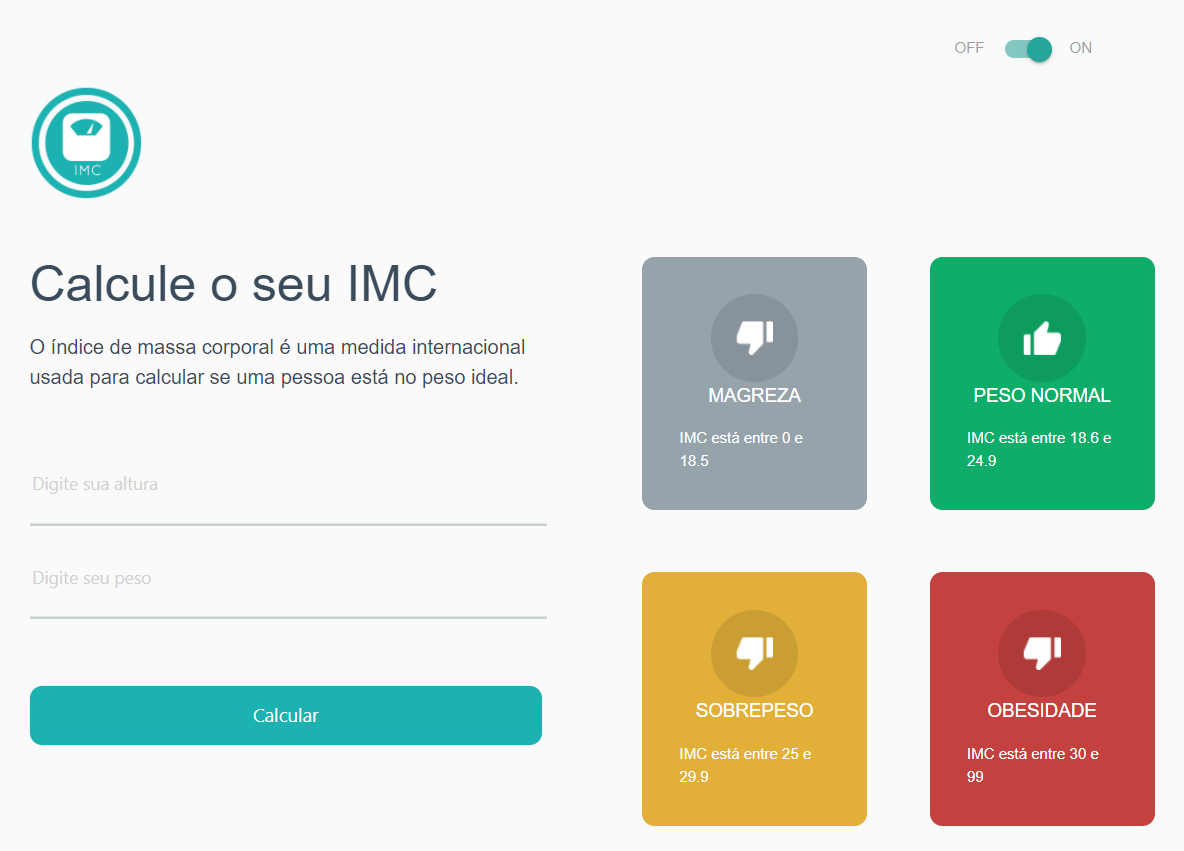 OFF ON
IMC
Calcule o seu IMC
O índice de massa corporal é uma medida internacional
usada para calcular se uma pessoa está no peso ideal.
Digite sua altura
Digite seu peso
Calcular
MAGREZA
IMC está entre 0 e
18.5
PESO NORMAL
IMC está entre 18.6 e
24.9
SOBREPESO
IMC está entre 25 e
29.9
OBESIDADE
IMC está entre 30 e
99